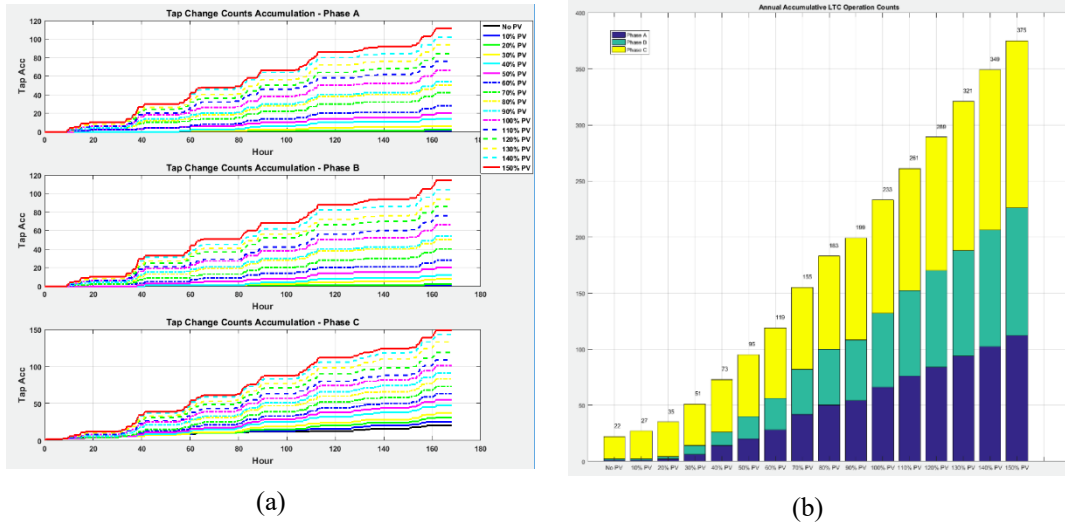 Tap Change Counts Accumulation - Phase A
Tap Acc
120
100
80
60
40
20
0
0 20 40 60 80 100 120 140 160 180
Hour
No PV
10% PV
20% PV
30% PV
40% PV
50% PV
60% PV
70% PV
80% PV
90% PV
100% PV
110% PV
120% PV
130% PV
140% PV
150% PV
Tap Change Counts Accumulation - Phase B
Tap Acc
120
100
80
60
40
20
0
0 20 40 60 80 100 120 140 160 180
Hour
Tap Change Counts Accumulation - Phase C
Tap Acc
150
100
50
0
0 20 40 60 80 100 120 140 160 180
Hour
(a)
Annual Accumulative LTC Operation Counts
Phase A
Phase B
Phase C
400
350
300
250
200
150
100
50
0
22 27 35 51 73 95 119 155 183 199 233 261 289 321 349 375
No PV 10% PV 20% PV 30% PV 40% PV 50% PV 60% PV 70% PV 80% PV 90% PV 100% PV 110% PV 120% PV 130% PV 140% PV 150% PV
(b)